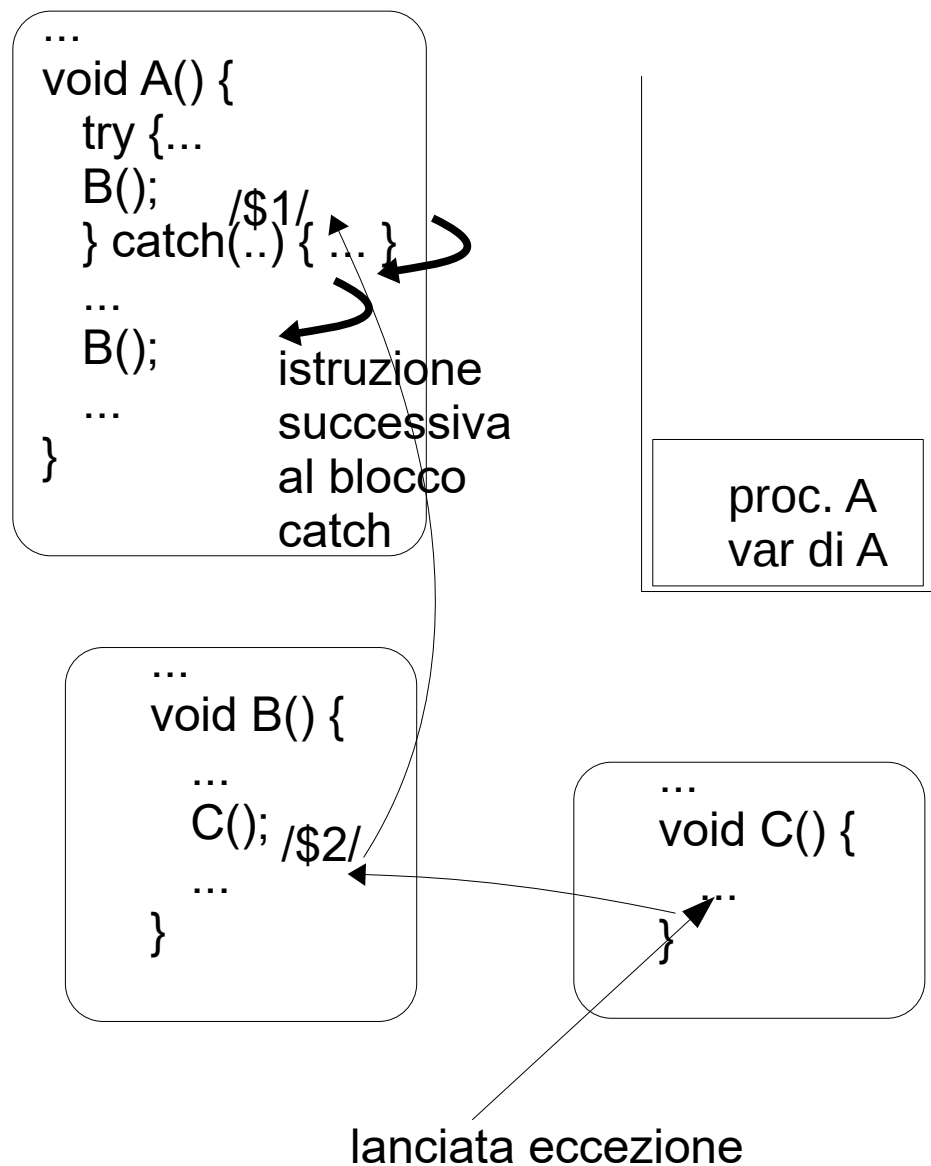 ...
void A() {
try {...
B();
/$1/
} catch(..) { ... }
...
B();
istruzione
successiva
...
al blocco
}
catch
proc. A
var di A
...
void B() {
...
C(); /$2/
...
}
...
void C() {
...
}
lanciata eccezione